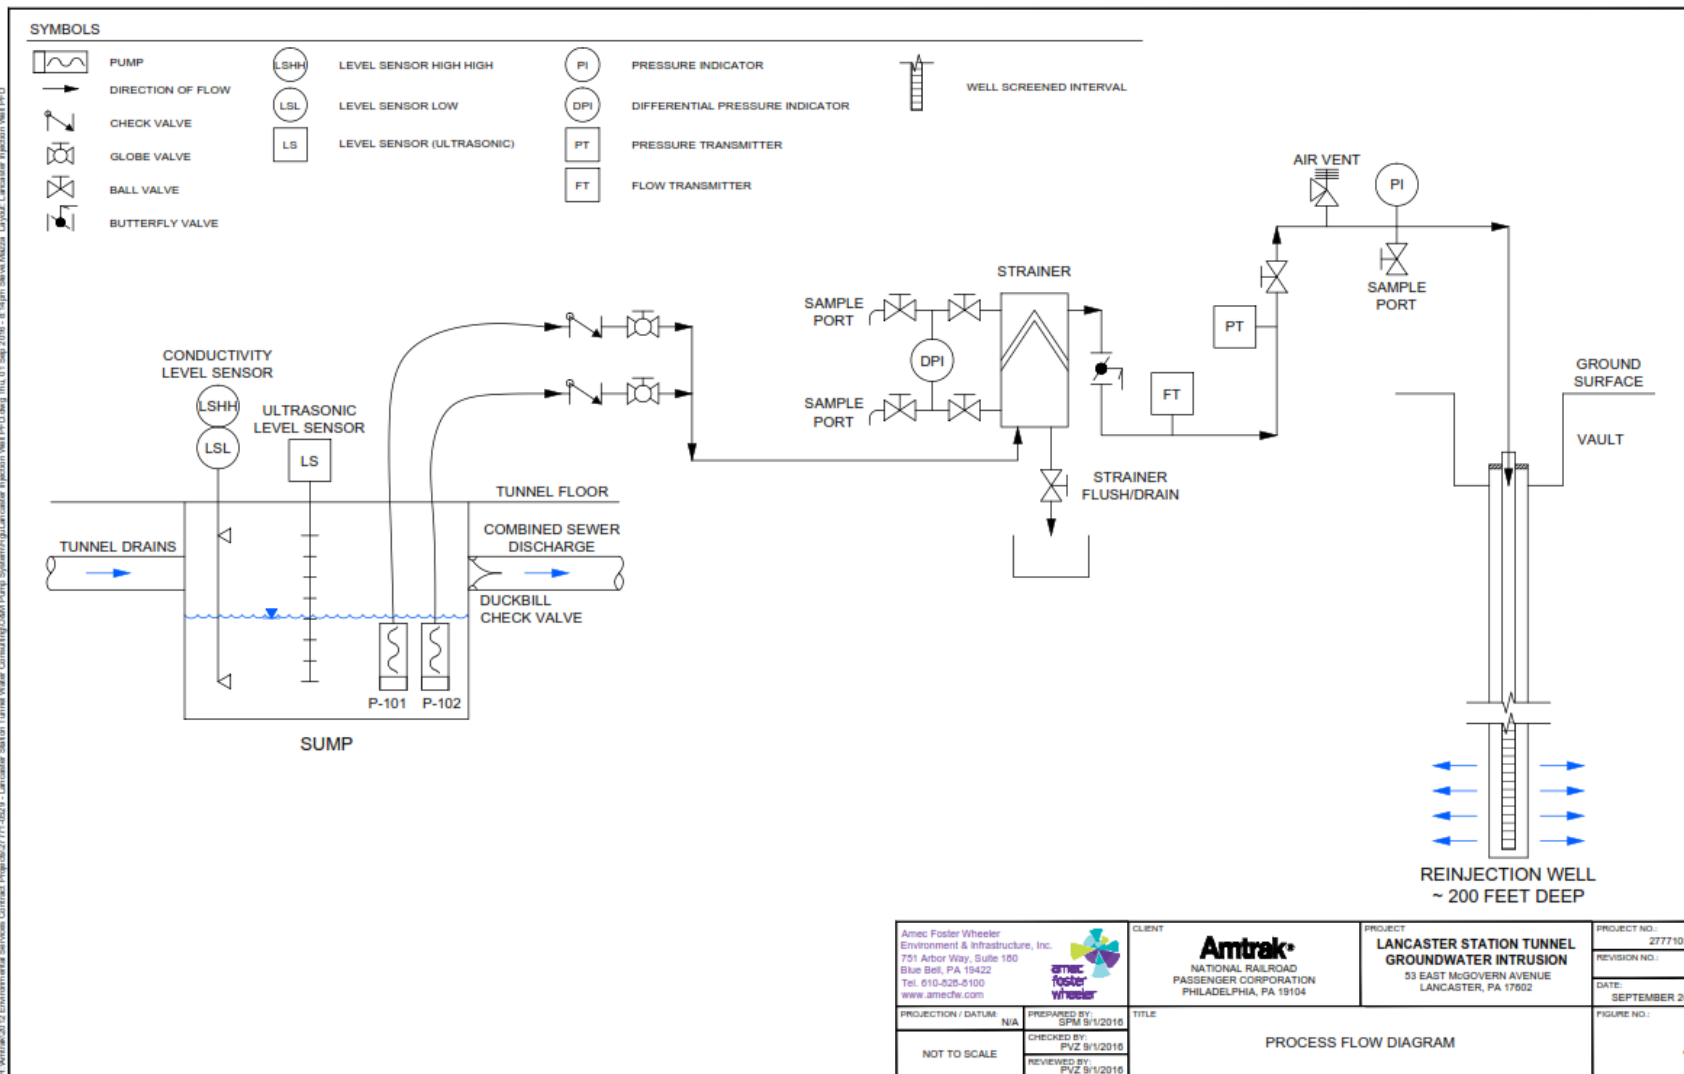 SYMBOLS
PUMP
DIRECTION OF FLOW
CHECK VALVE
GLOBE VALVE
BALL VALVE
BUTTERFLY VALVE
LSHH LEVEL SENSOR HIGH HIGH
LSL LEVEL SENSOR LOW
LS LEVEL SENSOR (ULTRASONIC)
PI PRESSURE INDICATOR
DPI DIFFERENTIAL PRESSURE INDICATOR
PT PRESSURE TRANSMITTER
FT FLOW TRANSMITTER
WELL SCREENED INTERVAL
CONDUCTIVITY
LEVEL SENSOR
LSHH
LSL
ULTRASONIC
LEVEL SENSOR
LS
TUNNEL FLOOR
TUNNEL DRAINS
COMBINED SEWER
DISCHARGE
DUCKBILL
CHECK VALVE
P-101
P-102
SUMP
SAMPLE
PORT
DPI
SAMPLE
PORT
STRAINER
STRAINER
FLUSH/DRAIN
FT
PT
AIR VENT
PI
SAMPLE
PORT
GROUND
SURFACE
VAULT
REINJECTION WELL
~ 200 FEET DEEP
Amec Foster Wheeler
Environment & Infrastructure, Inc.
751 Arbor Way, Suite 180
Blue Bell, PA 19422
Tel. 610-828-8100
www.amecfw.com
amec
foster
wheeler
CLIENT
Amtrak
NATIONAL RAILROAD
PASSENGER CORPORATION
PHILADELPHIA, PA 19104
PROJECT
LANCASTER STATION TUNNEL
GROUNDWATER INTRUSION
53 EAST McGOVERN AVENUE
LANCASTER, PA 17602
PROJECT NO.:
277710
REVISION NO.:
DATE:
SEPTEMBER 20
FIGURE NO.:
PROJECTION / DATUM:
N/A
NOT TO SCALE
PREPARED BY:
SPM 9/1/2016
CHECKED BY:
PVZ 9/1/2016
REVIEWED BY:
PVZ 9/1/2016
TITLE
PROCESS FLOW DIAGRAM